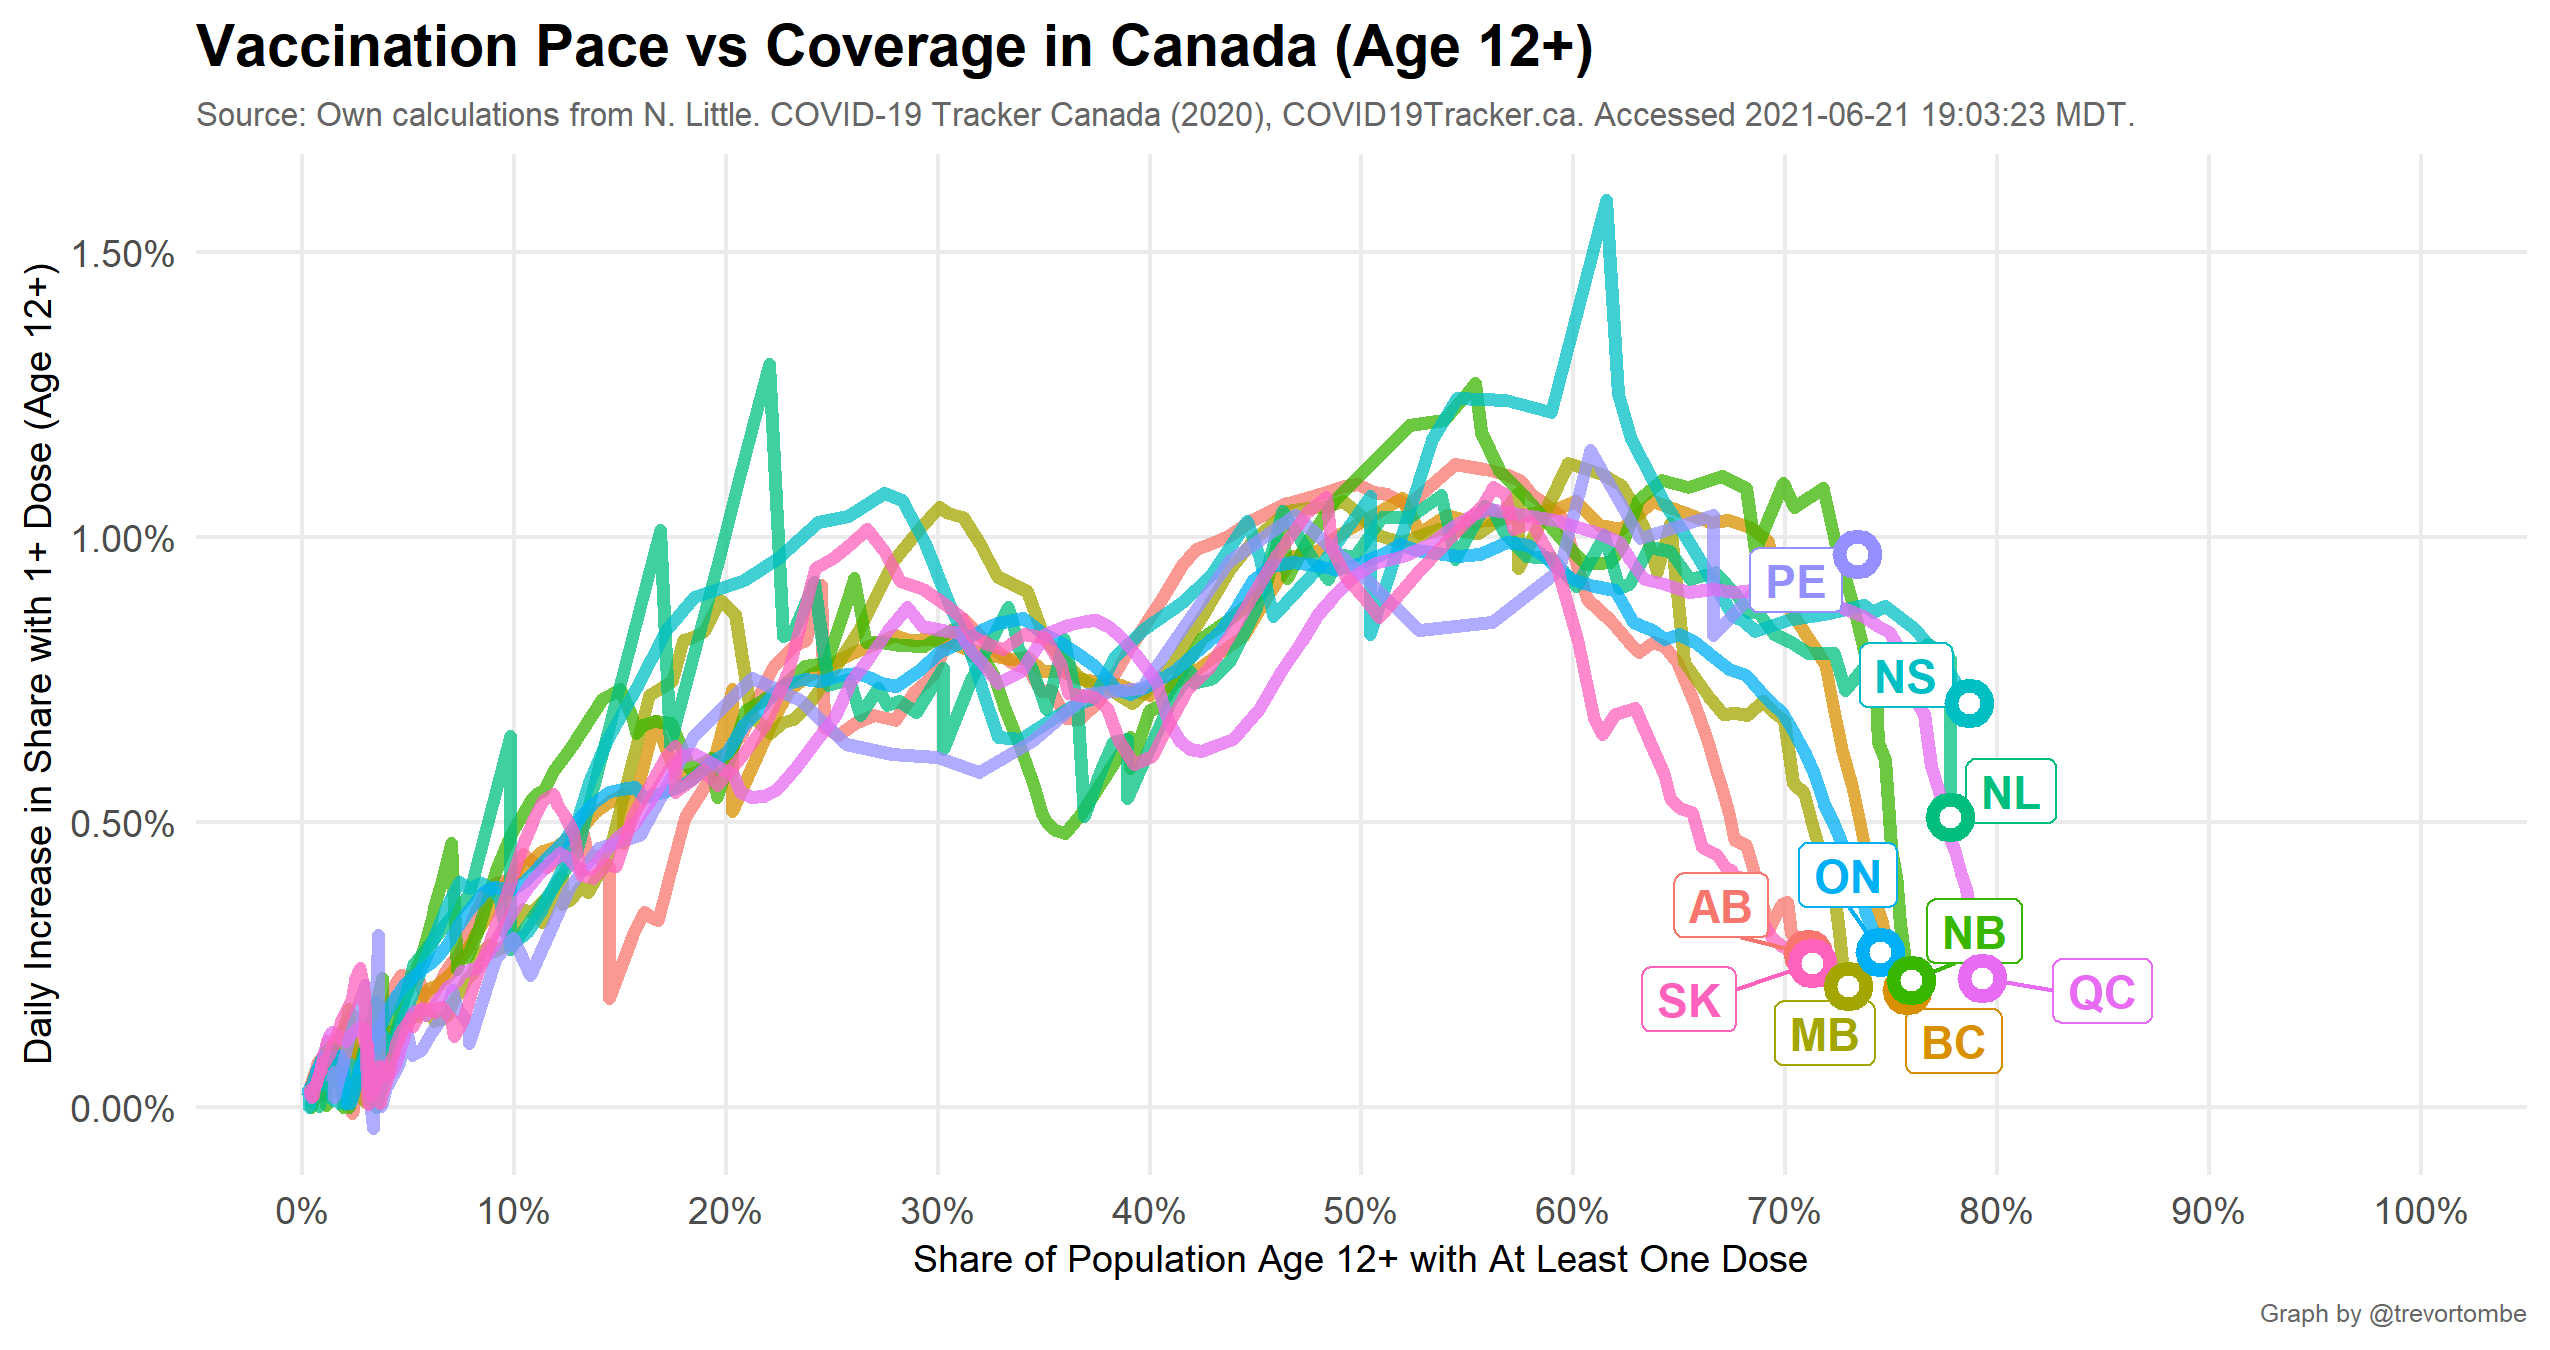 Vaccination Pace vs Coverage in Canada (Age 12+)
Source: Own calculations from N. Little. COVID-19 Tracker Canada (2020), COVID19Tracker.ca. Accessed 2021-06-21 19:03:23 MDT.
Daily Increase in Share with 1+ Dose (Age 12+)
1.50%
1.00%
0.50%
0.00%
PE
NS
NL
ON
AB
NB
SK
QC
MB
BC
0% 10% 20% 30% 40% 50% 60% 70% 80% 90% 100%
Share of Population Age 12+ with At Least One Dose
Graph by @trevortombe